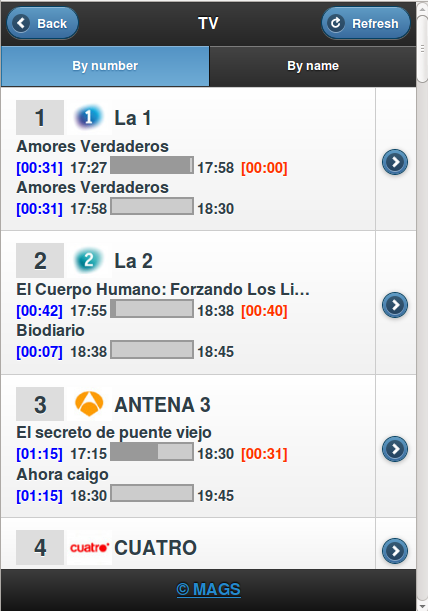 Back TV Refresh
By number By name
1 1 La 1
Amores Verdaderos
[00:31] 17:27 17:58 [00:00]
Amores Verdaderos
[00:31] 17:58 18:30
2 2 La 2
El Cuerpo Humano: Forzando Los Li...
[00:42] 17:55 18:38 [00:40]
Biodiario
[00:07] 18:38 18:45
3 ANTENA 3
El secreto de puente viejo
[01:15] 17:15 18:30 [00:31]
Ahora caigo
[01:15] 18:30 19:45
4 cuatro CUATRO
© MAGS